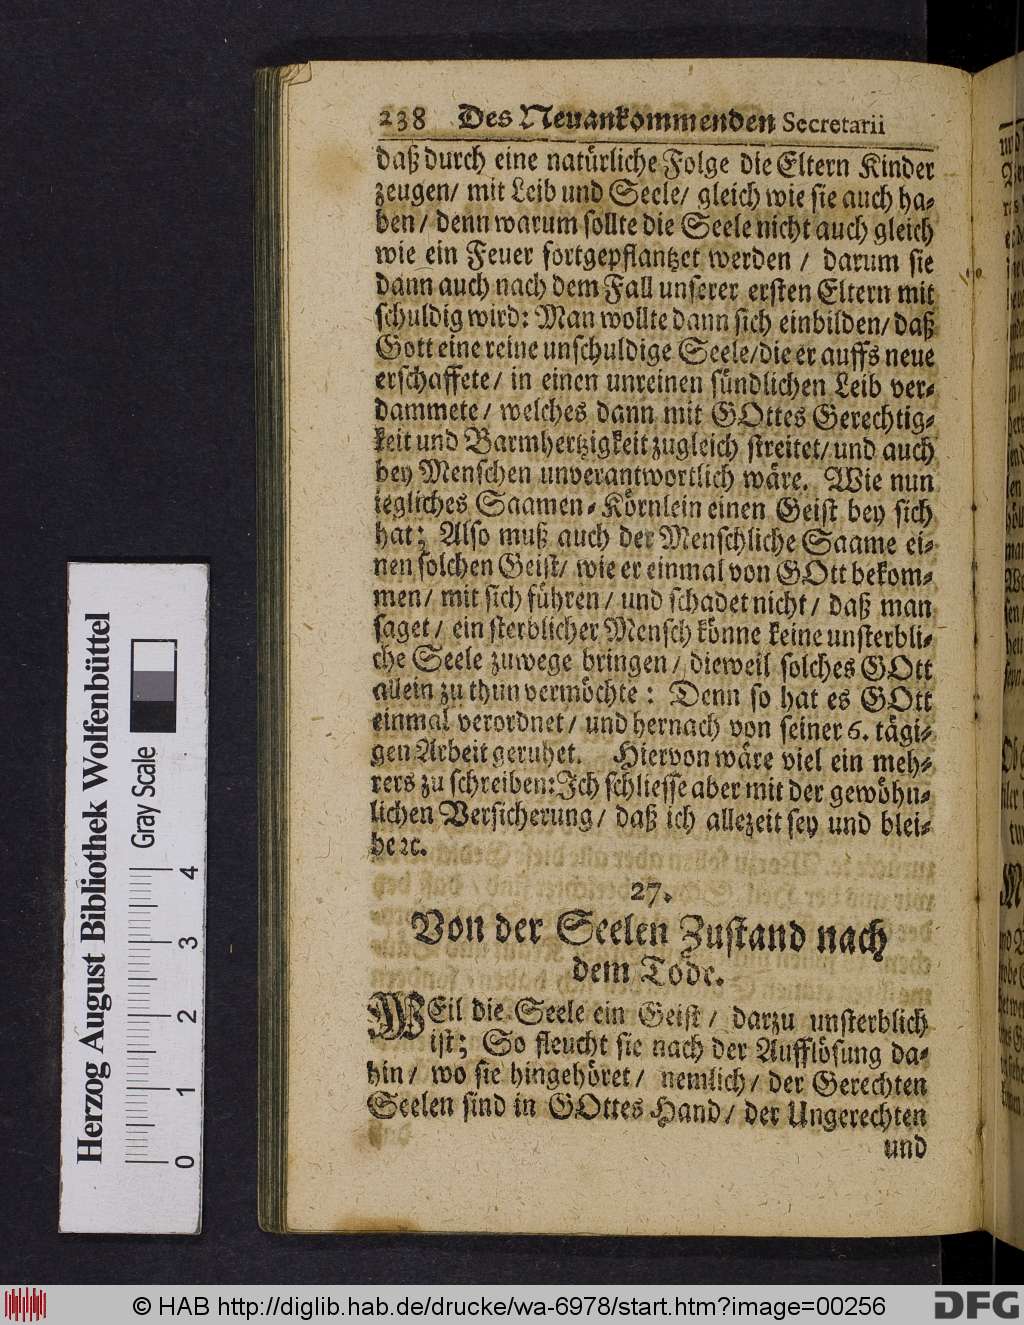 238 Des Neuankommenden Secretarii
daß durch eine natürliche Folge die Eltern Kinder
zeugen/ mit Leib und Seele/ gleich wie sie auch ha-
ben/ denn warum sollte die Seele nicht auch gleich
wie ein Feuer fortgepflantzet werden/ darum sie
dann auch nach dem Fall unserer ersten Eltern mit
schuldig wird: Man wollte dann sich einbilden/ daß
Gott eine reine unschuldige Seele/ die er auffs neue
erschaffete/ in einen unreinen sündlichen Leib ver-
dammete/ welches dann mit GOttes Gerechtig-
keit und Barmhertzigkeit zugleich streitet/ und auch
bey Menschen unverantwortlich wäre. Wie nun
iegliches Saamen-Körnlein einen Geist bey sich
hat; Also muß auch der Menschliche Saame ei-
nen solchen Geist/ wie er einmal von GOtt bekom-
men/ mit sich führen/ und schadet nicht/ daß man
saget/ ein sterblicher Mensch könne keine unsterbli-
che Seele zuwege bringen/ dieweil solches GOtt
allein zu thun vermöchte: Denn so hat es GOtt
einmal verordnet/ und hernach von seiner 6. tägi-
gen Arbeit geruhet. Hiervon wäre viel ein meh-
rers zu schreiben: Ich schliesse aber mit der gewöhn-
lichen Versicherung/ daß ich allezeit sey und blei-
be ꝛc.
27.
Von der Seelen Zustand nach
dem Tode.
WEil die Seele ein Geist/ darzu unsterblich
ist; So fleucht sie nach der Aufflösung da-
hin/ wo sie hingehöret/ nemlich/ der Gerechten
Seelen sind in GOttes Hand/ der Ungerechten
und
Herzog August Bibliothek Wolfenbüttel
Gray Scale
0 1 2 3 4
© HAB http://diglib.hab.de/drucke/wa-6978/start.htm?image=00256
DFG